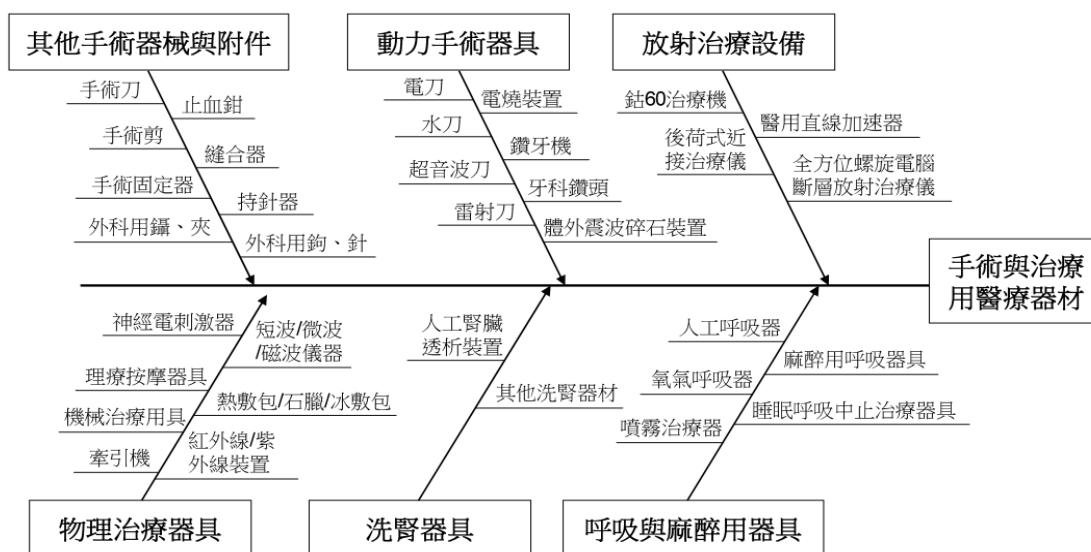 其他手術器械與附件
動力手術器具
放射治療設備
手術刀
止血鉗
手術剪
縫合器
手術固定器
持針器
外科用鑷、夾
外科用鉤、針
電刀
電燒裝置
水刀
鑽牙機
超音波刀
牙科鑽頭
雷射刀
體外震波碎石裝置
鈷60治療機
醫用直線加速器
後荷式近
接治療儀
全方位螺旋電腦
斷層放射治療儀
手術與治療
用醫療器材
神經電刺激器
短波/微波
/磁波儀器
理療按摩器具
熱敷包/石臘/冰敷包
機械治療用具
紅外線/紫
外線裝置
牽引機
人工腎臟
透析裝置
其他洗腎器材
人工呼吸器
麻醉用呼吸器具
氧氣呼吸器
睡眠呼吸中止治療器具
噴霧治療器
物理治療器具
洗腎器具
呼吸與麻醉用器具